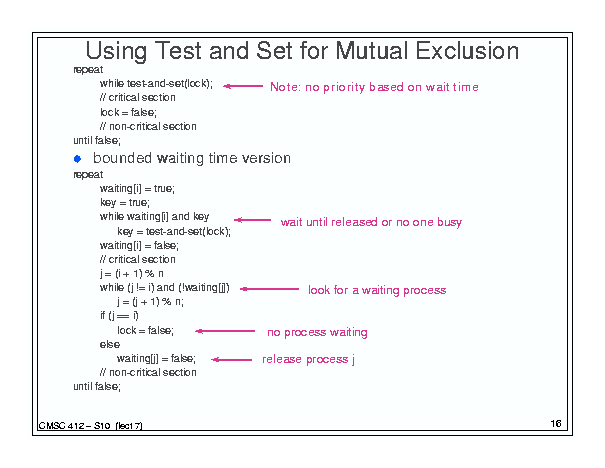 Using Test and Set for Mutual Exclusion
repeat
while test-and-set(lock);
Note: no priority based on wait time
// critical section
lock = false;
// non-critical section
until false;
bounded waiting time version
repeat
waiting[i] = true;
key = true;
while waiting[i] and key
wait until released or no one busy
key = test-and-set(lock);
waiting[i] = false;
// critical section
j = (i + 1) % n
while (j != i) and (!waiting[j])
look for a waiting process
j = (j + 1) % n;
if (j == i)
lock = false;
no process waiting
else
waiting[j] = false;
release process j
// non-critical section
until false;
CMSC 412 – S10 (lect 7)
16